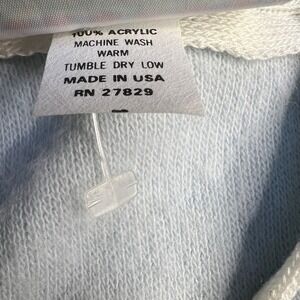 100% ACRYLIC
MACHINE WASH
WARM
TUMBLE DRY LOW
MADE IN USA
RN 27829